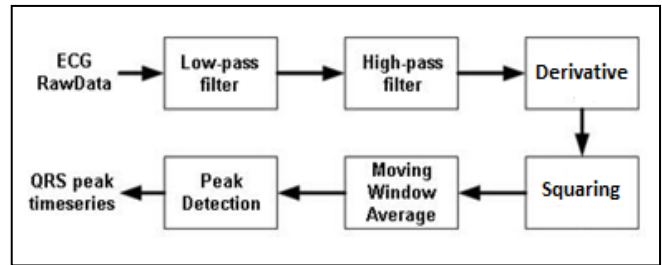 ECG
RawData
Low-pass
filter
High-pass
filter
Derivative
Squaring
Moving
Window
Average
Peak
Detection
QRS peak
timeseries